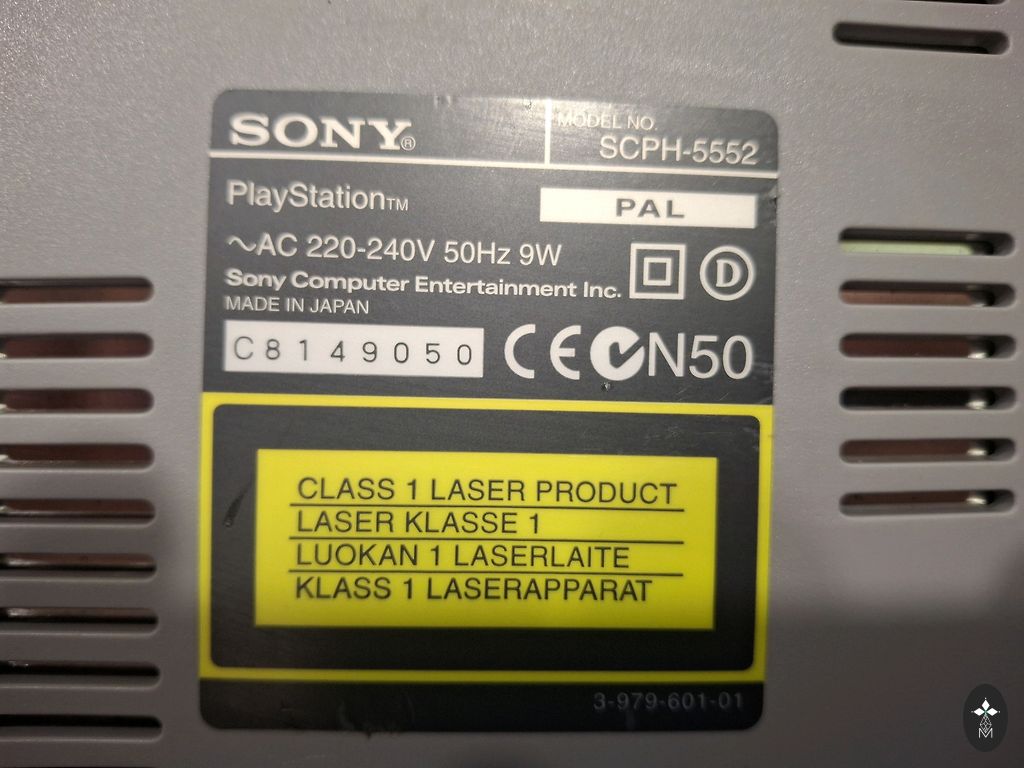 SONY®
MODEL NO.
SCPH-5552
PlayStation™
PAL
~AC 220-240V 50Hz 9W
D
Sony Computer Entertainment Inc.
MADE IN JAPAN
C8149050
CE N50
CLASS 1 LASER PRODUCT
LASER KLASSE 1
LUOKAN 1 LASERLAITE
KLASS 1 LASERAPPARAT
3-979-601-01
M